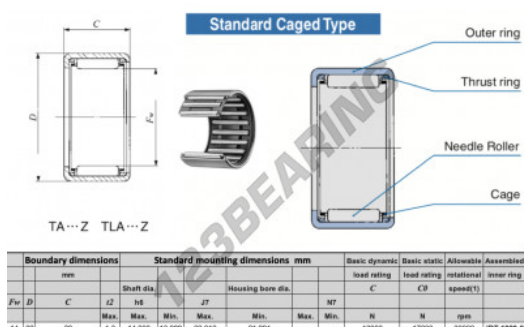 C
Standard Caged Type
Outer ring
Thrust ring
D
Fw
Needle Roller
Cage
TA···Z TLA···Z
123BEARING
Boundary dimensions Standard mounting dimensions mm Basic dynamic Basic static Allowable Assembled
mm load rating load rating rotational inner ring
Shaft dia. Housing bore dia. C C0 speed(1)
Fw D C t2 h6 J7 N7
Max. Max. Min. Max. Min. Max. Min. N N rpm